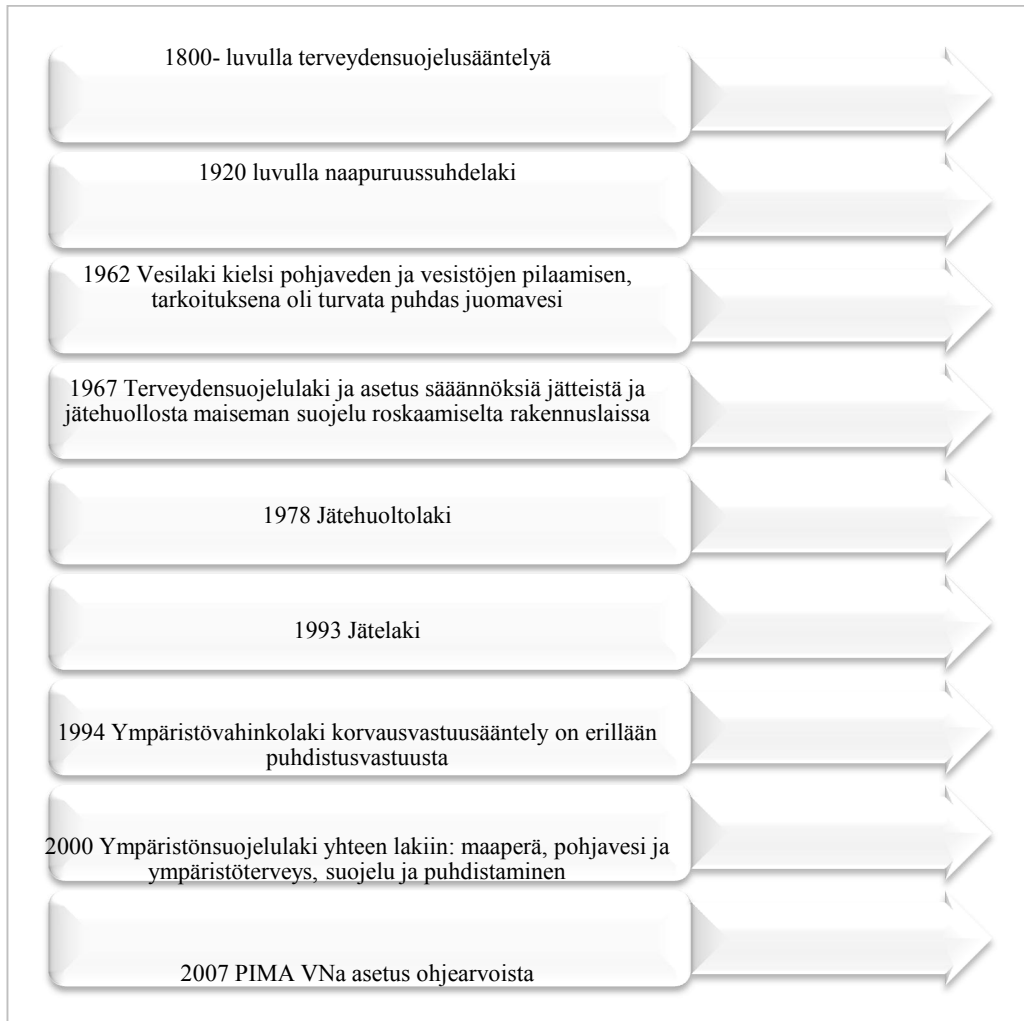 1800- luvulla terveydensuojelusääntelyä
1920 luvulla naapuruussuhdelaki
1962 Vesilaki kielsi pohjaveden ja vesistöjen pilaamisen,
tarkoituksena oli turvata puhdas juomavesi
1967 Terveydensuojelulaki ja asetus sääännöksiä jätteistä ja
jätehuollosta maiseman suojelu roskaamiselta rakennuslaissa
1978 Jätehuoltolaki
1993 Jätelaki
1994 Ympäristövahinkolaki korvausvastuusääntely on erillään
puhdistusvastuusta
2000 Ympäristönsuojelulaki yhteen lakiin: maaperä, pohjavesi ja
ympäristöterveys, suojelu ja puhdistaminen
2007 PIMA VNa asetus ohjearvoista